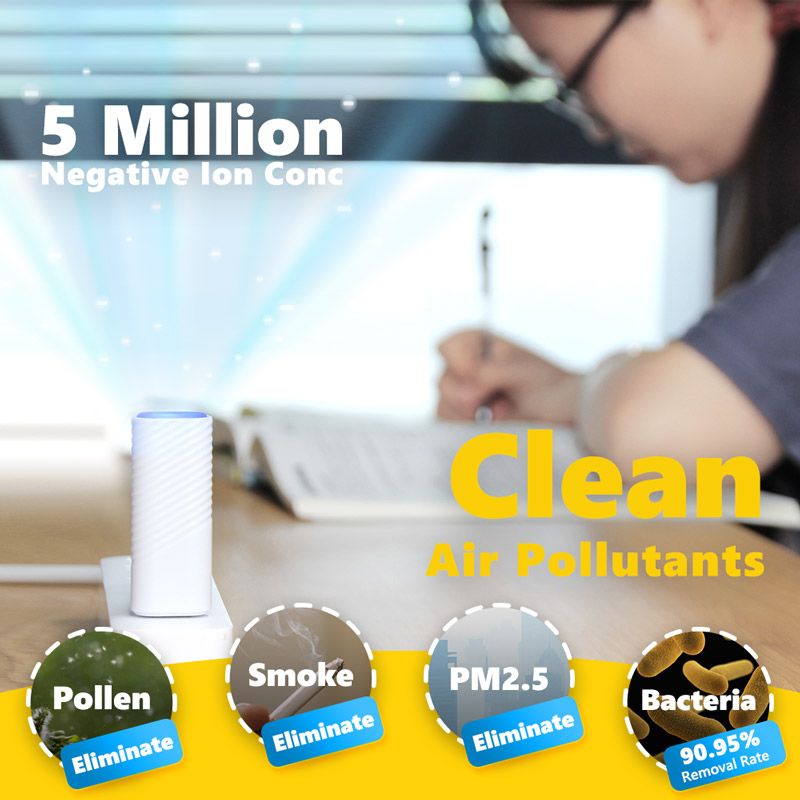 5 Million
Negative Ion Conc
Clean
Air Pollutants
Pollen
Eliminate
Smoke
Eliminate
PM2.5
Eliminate
Bacteria
90.95%
Removal Rate